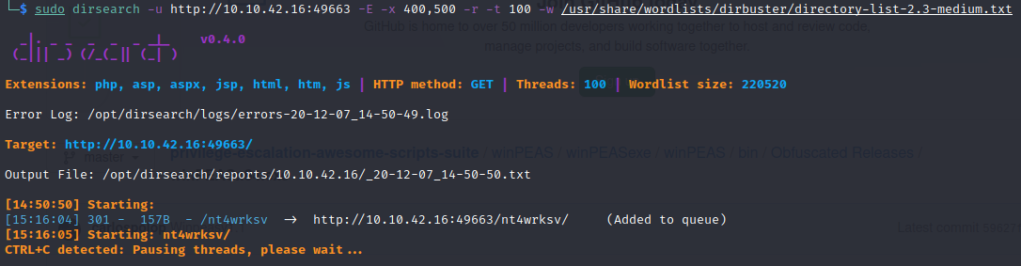 └─$ sudo dirsearch -u http://10.10.42.16:49663 -E -x 400,500 -r -t 100 -w /usr/share/wordlists/dirbuster/directory-list-2.3-medium.txt
GitHub is home to over 50 million developers working together to host and review code,
manage projects, and build software together.
v0.4.0
Extensions: php, asp, aspx, jsp, html, htm, js | HTTP method: GET | Threads: 100 | Wordlist size: 220520
Error Log: /opt/dirsearch/logs/errors-20-12-07_14-50-49.log
Target: http://10.10.42.16:49663/
master privilege-escalation-awesome-scripts-suite / winPEAS / winPEASexe / winPEAS / bin / Obfuscated Releases /
Output File: /opt/dirsearch/reports/10.10.42.16/_20-12-07_14-50-50.txt
[14:50:50] Starting:
[15:16:04] 301 -  157B  - /nt4wrksv  ->  http://10.10.42.16:49663/nt4wrksv/     (Added to queue)
[15:16:05] Starting: nt4wrksv/
CTRL+C detected: Pausing threads, please wait...